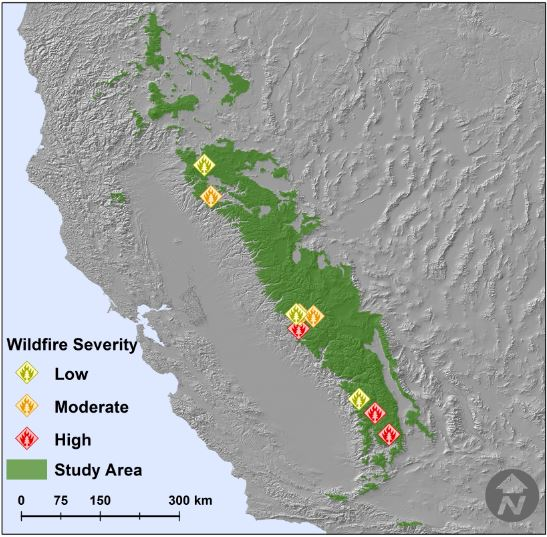 Wildfire Severity
Low
Moderate
High
Study Area
0 75 150 300 km
N